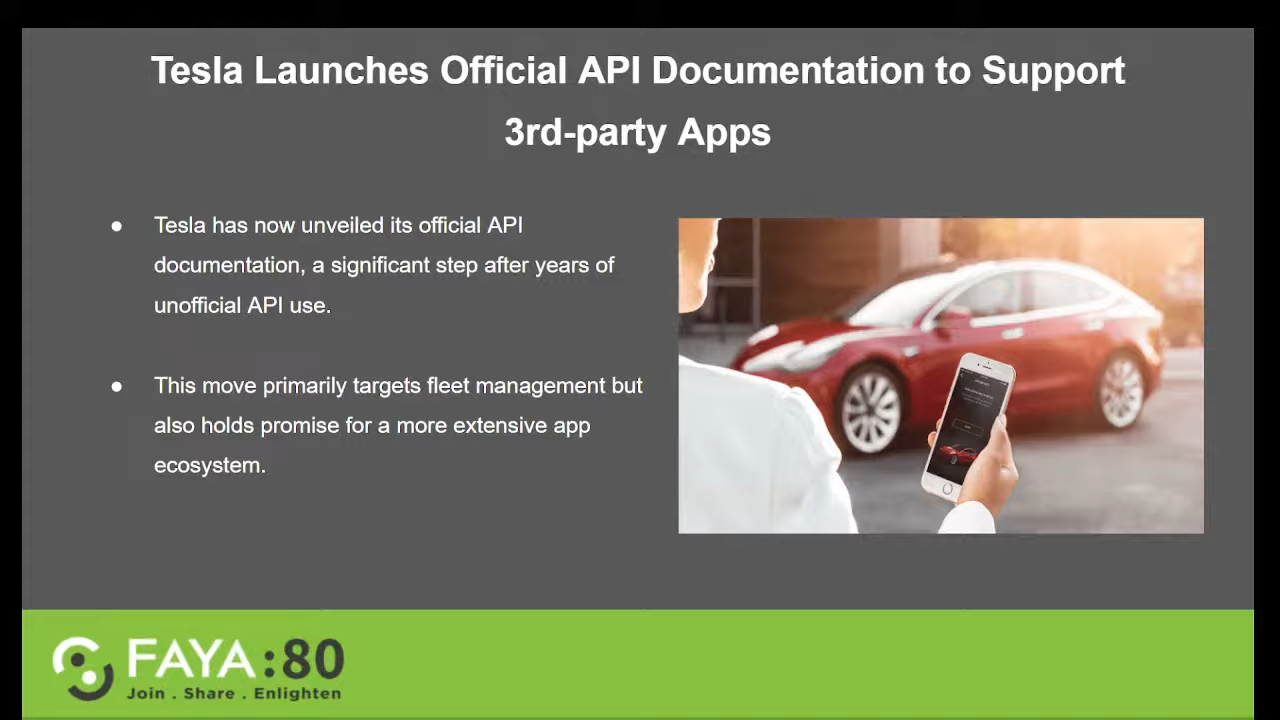 Tesla Launches Official API Documentation to Support
3rd-party Apps
● Tesla has now unveiled its official API
documentation, a significant step after years of
unofficial API use.
● This move primarily targets fleet management but
also holds promise for a more extensive app
ecosystem.
FAYA:80
Join . Share . Enlighten